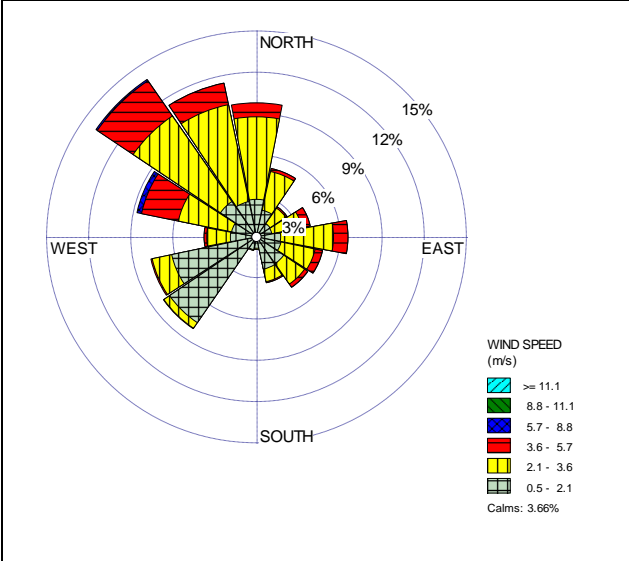 NORTH
15%
12%
9%
6%
3%
WEST
EAST
SOUTH
WIND SPEED
(m/s)
>= 11.1
8.8 - 11.1
5.7 - 8.8
3.6 - 5.7
2.1 - 3.6
0.5 - 2.1
Calms: 3.66%